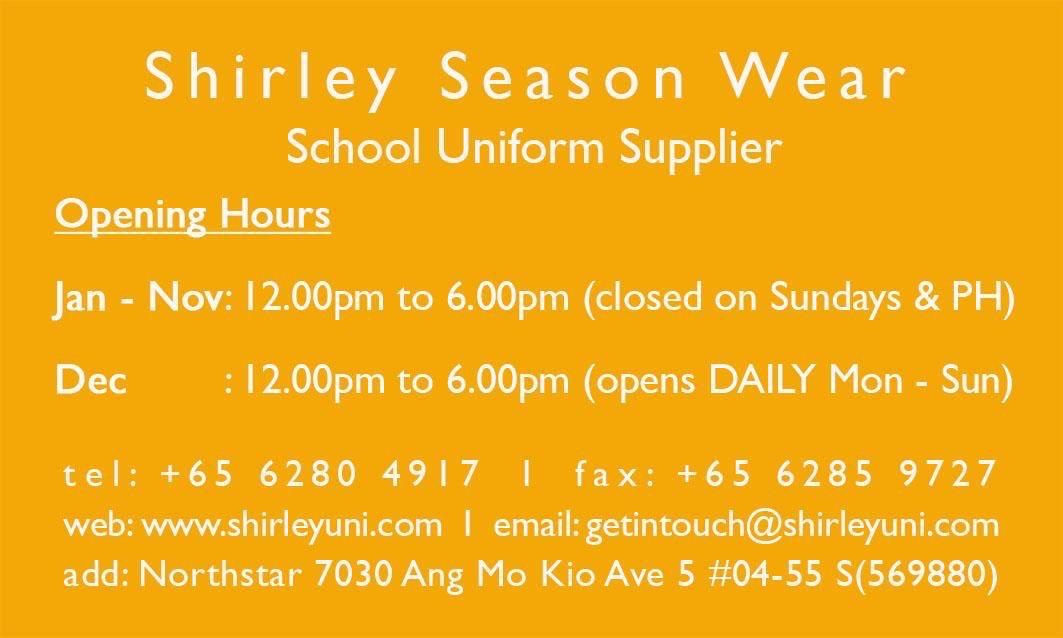 Shirley Season Wear
School Uniform Supplier
Opening Hours
Jan - Nov: 12.00pm to 6.00pm (closed on Sundays & PH)
Dec : 12.00pm to 6.00pm (opens DAILY Mon - Sun)
tel: +65 6280 4917 | fax: +65 6285 9727
web: www.shirleyuni.com | email: getintouch@shirleyuni.com
add: Northstar 7030 Ang Mo Kio Ave 5 #04-55 S(569880)